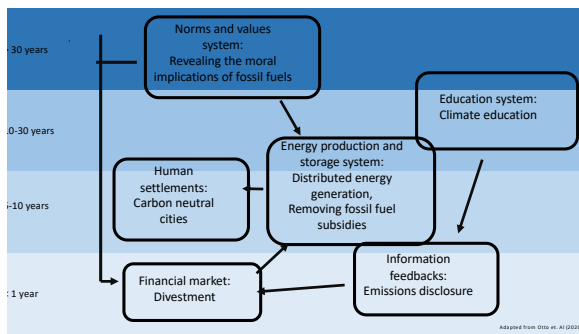 Norms and values
system:
Revealing the moral
implications of fossil fuels
30 years
Education system:
Climate education
10-30 years
Energy production and
storage system:
Distributed energy
generation,
Removing fossil fuel
subsidies
Human
settlements:
Carbon neutral
cities
5-10 years
Information
feedbacks:
Emissions disclosure
Financial market:
Divestment
< 1 year
Adapted from Otto et. Al (2020